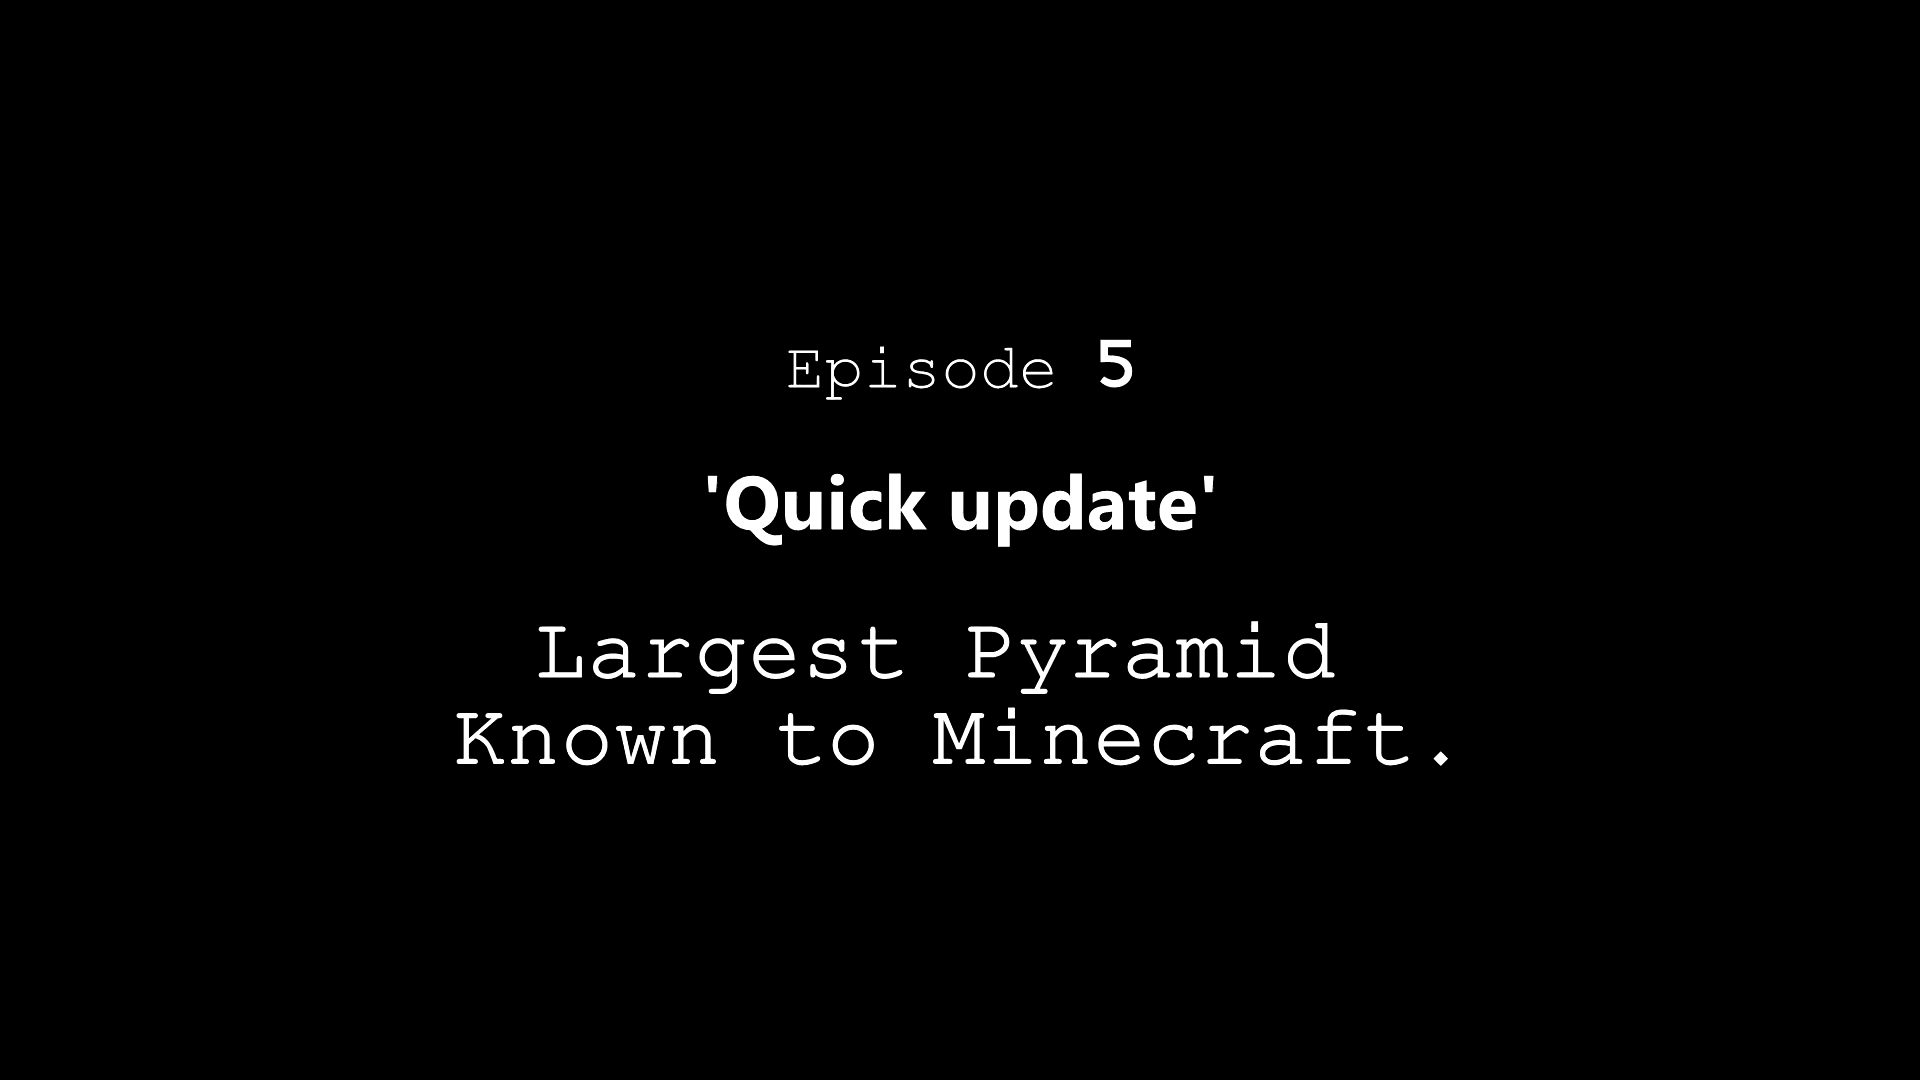 Episode 5
'Quick update'
Largest Pyramid
Known to Minecraft.